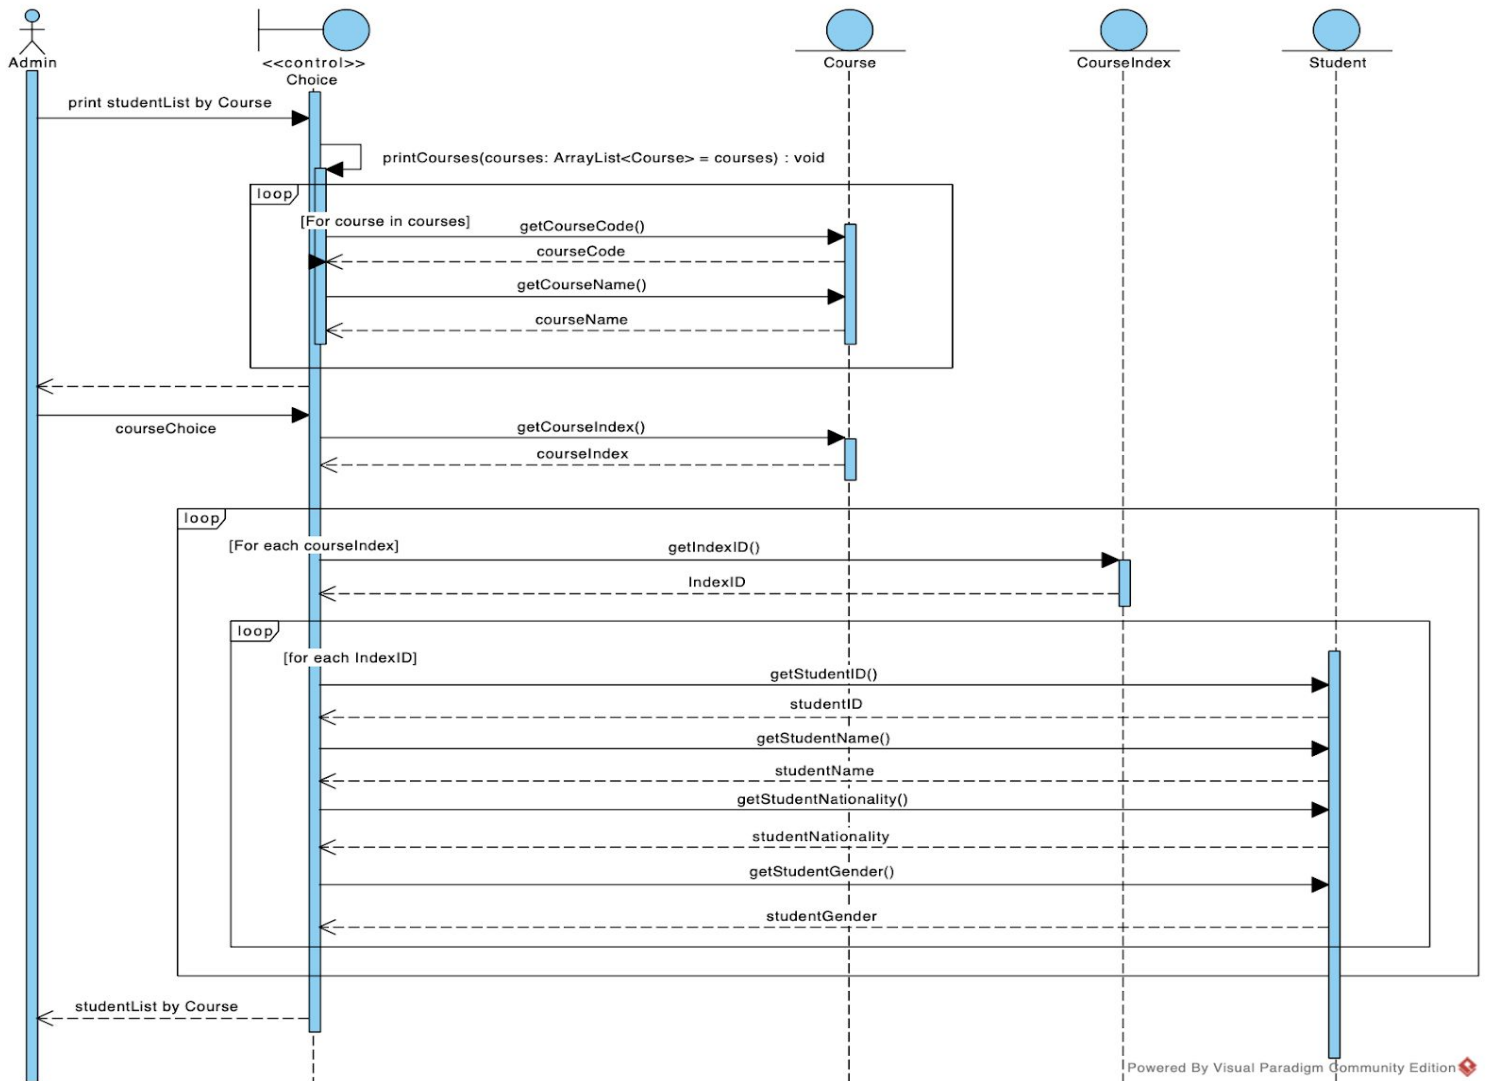 Admin
<<control>>
Choice
Course
CourseIndex
Student
print studentList by Course
printCourses(courses: ArrayList<Course> = courses) : void
loop
[For course in courses]
getCourseCode()
courseCode
getCourseName()
courseName
courseChoice
getCourseIndex()
courseIndex
loop
[For each courseIndex]
getIndexID()
IndexID
loop
[for each IndexID]
getStudentID()
studentID
getStudentName()
studentName
getStudentNationality()
studentNationality
getStudentGender()
studentGender
studentList by Course
Powered By Visual Paradigm Community Edition